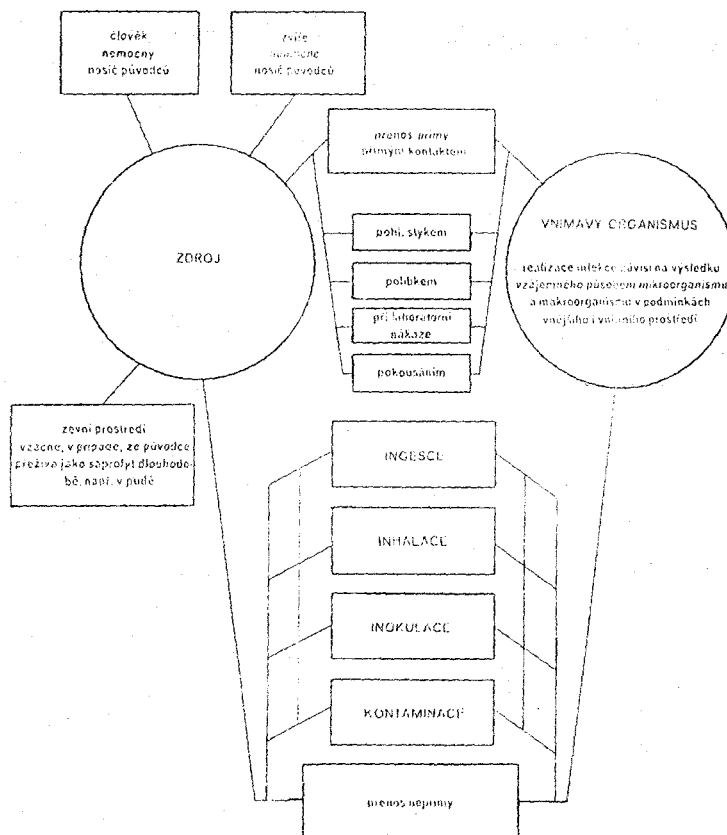 člověk
nemocný
nosič původců
zvíře
nosič původců
přenos přímý
přímým kontaktem
ZDROJ
pohl. stykem
polibkem
při laboratorní
nákaze
pokousáním
VNÍMAVÝ ORGANISMUS
realizace infekce závisí na výsledku
vzájemného působení mikroorganismu
a makroorganismu v podmínkách
vnějšího i vnitřního prostředí
zevní prostředí
vzácně, v případě, že původce
přežívá jako saprofyt dlouhodo-
bě, např. v půdě
INGESCE
INHALACE
INOKULACE
KONTAMINACE
přenos nepřímý